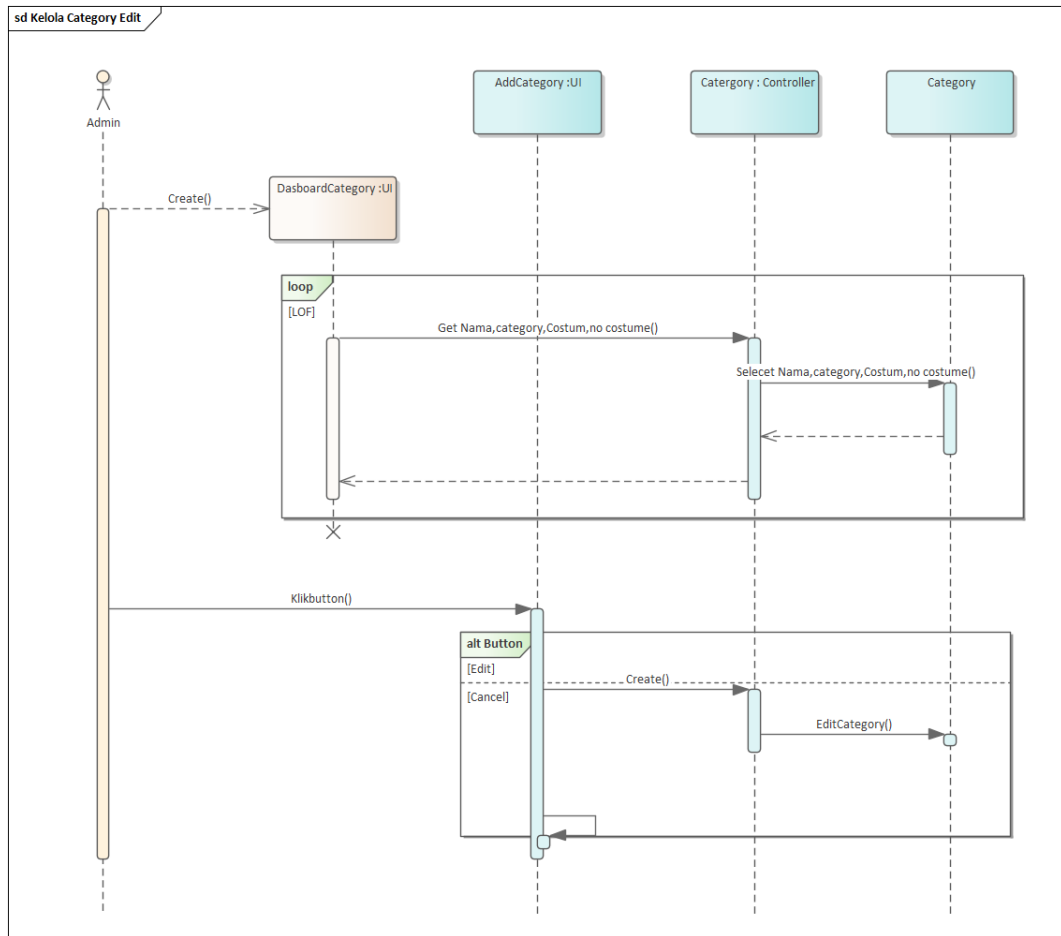 sd Kelola Category Edit
AddCategory :UI
Catergory : Controller
Category
Admin
DasboardCategory :UI
Create()
loop
[LOF]
Get Nama,category,Costum,no costume()
Selecet Nama,category,Costum,no costume()
Klikbutton()
alt Button
[Edit]
Create()
[Cancel]
EditCategory()